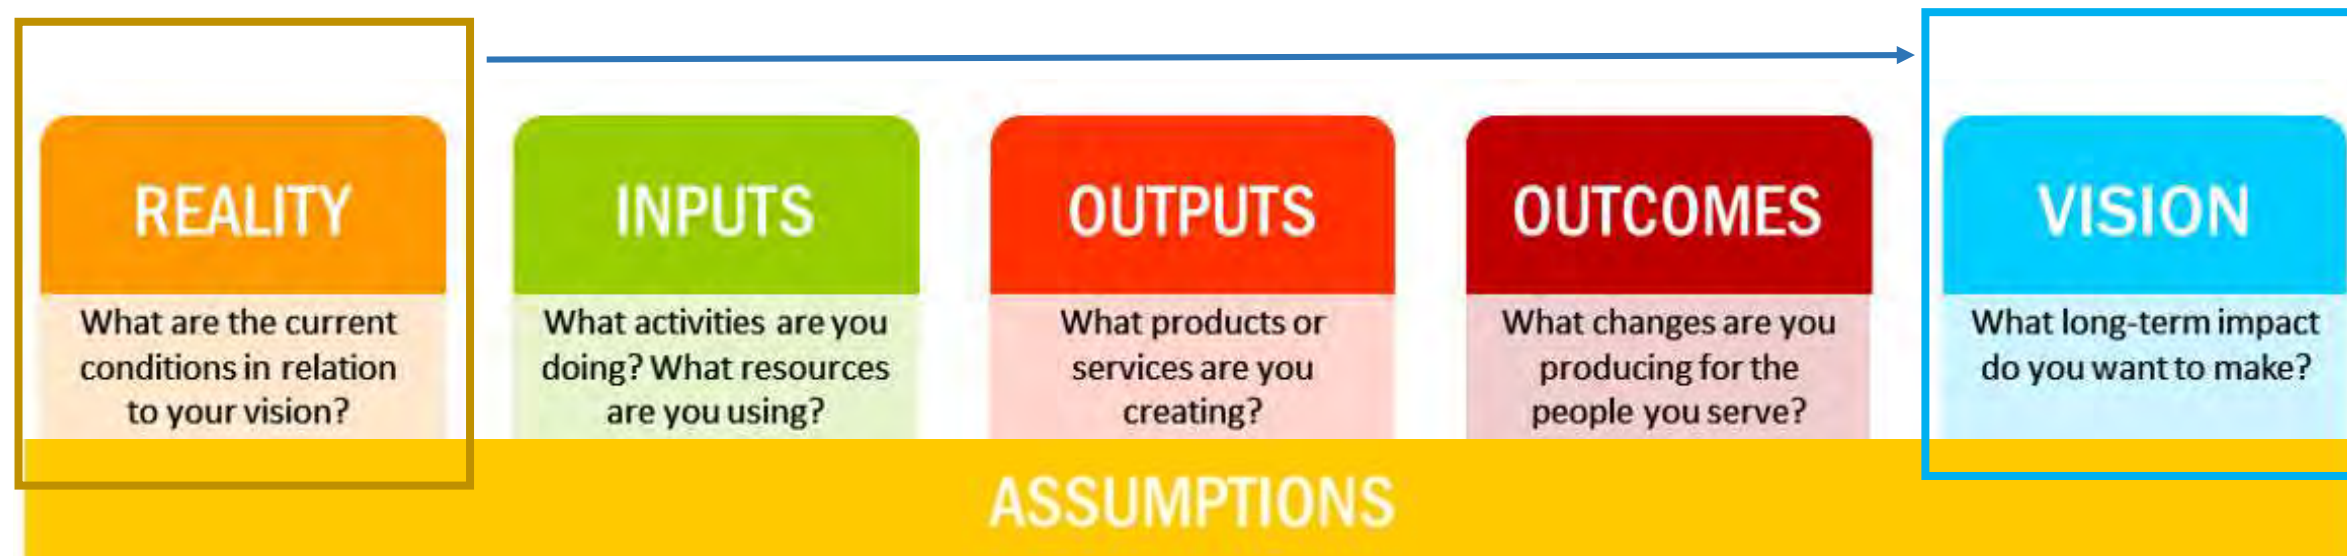 REALITY
What are the current
conditions in relation
to your vision?
INPUTS
What activities are you
doing? What resources
are you using?
OUTPUTS
What products or
services are you
creating?
OUTCOMES
What changes are you
producing for the
people you serve?
VISION
What long-term impact
do you want to make?
ASSUMPTIONS